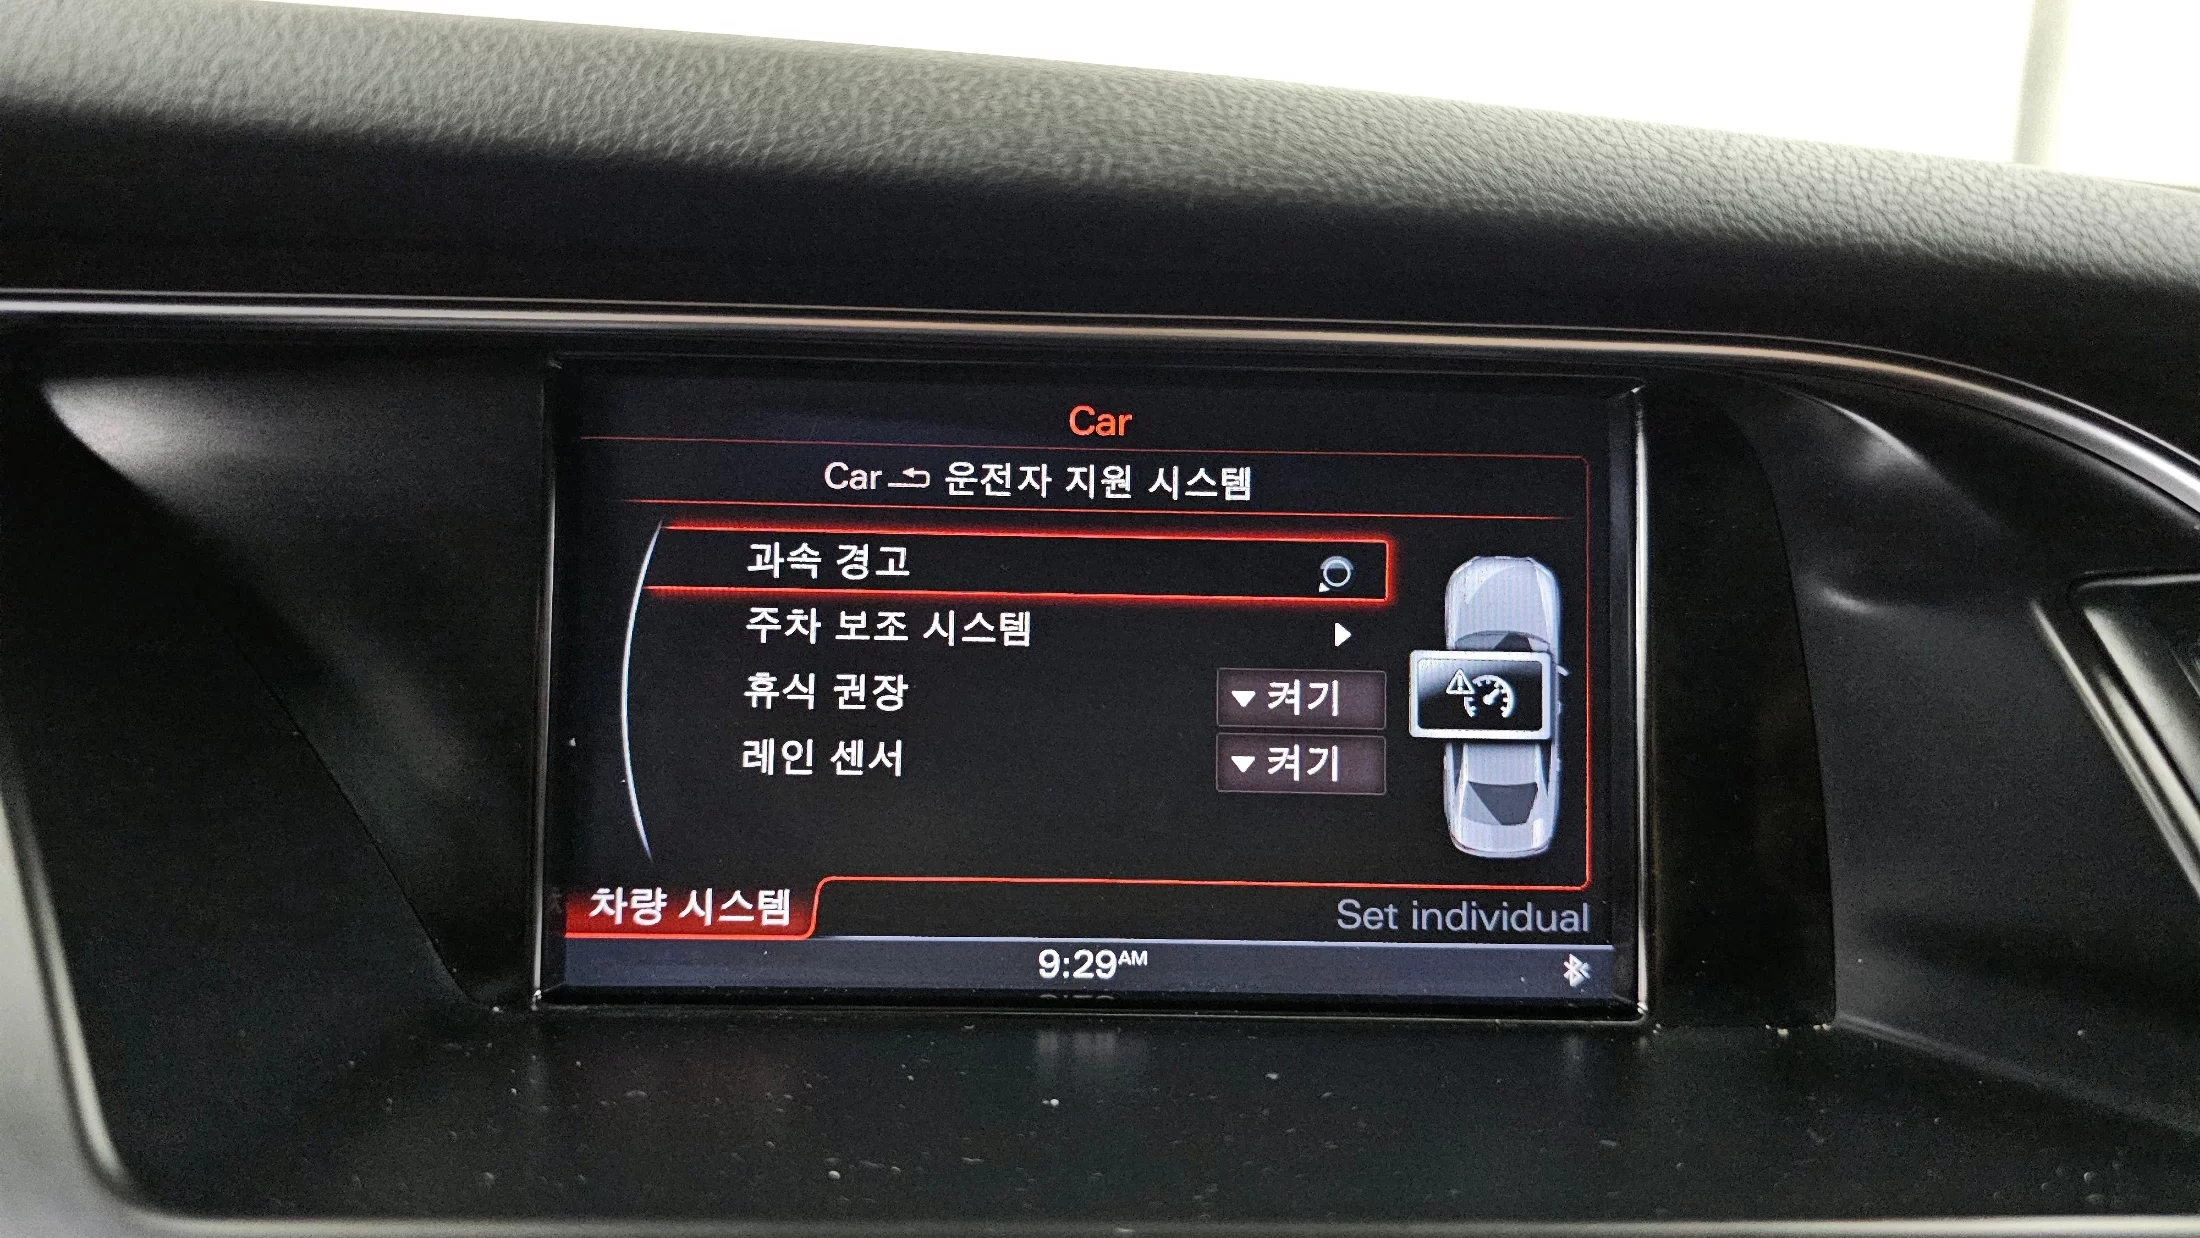 Car
Car 운전자 지원 시스템
과속 경고
주차 보조 시스템
휴식 권장 켜기
레인 센서 켜기
차량 시스템 Set individual
9:29AM